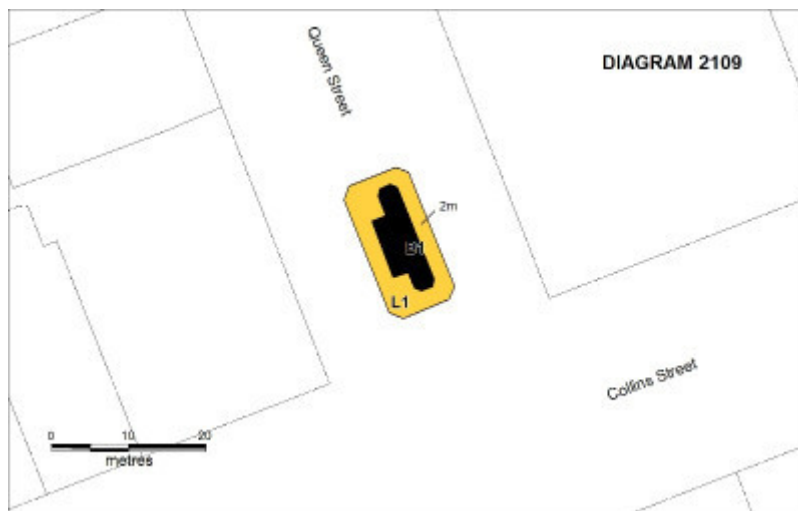 Queen Street
DIAGRAM 2109
2m
B1
L1
Collins Street
0 10 20
metres